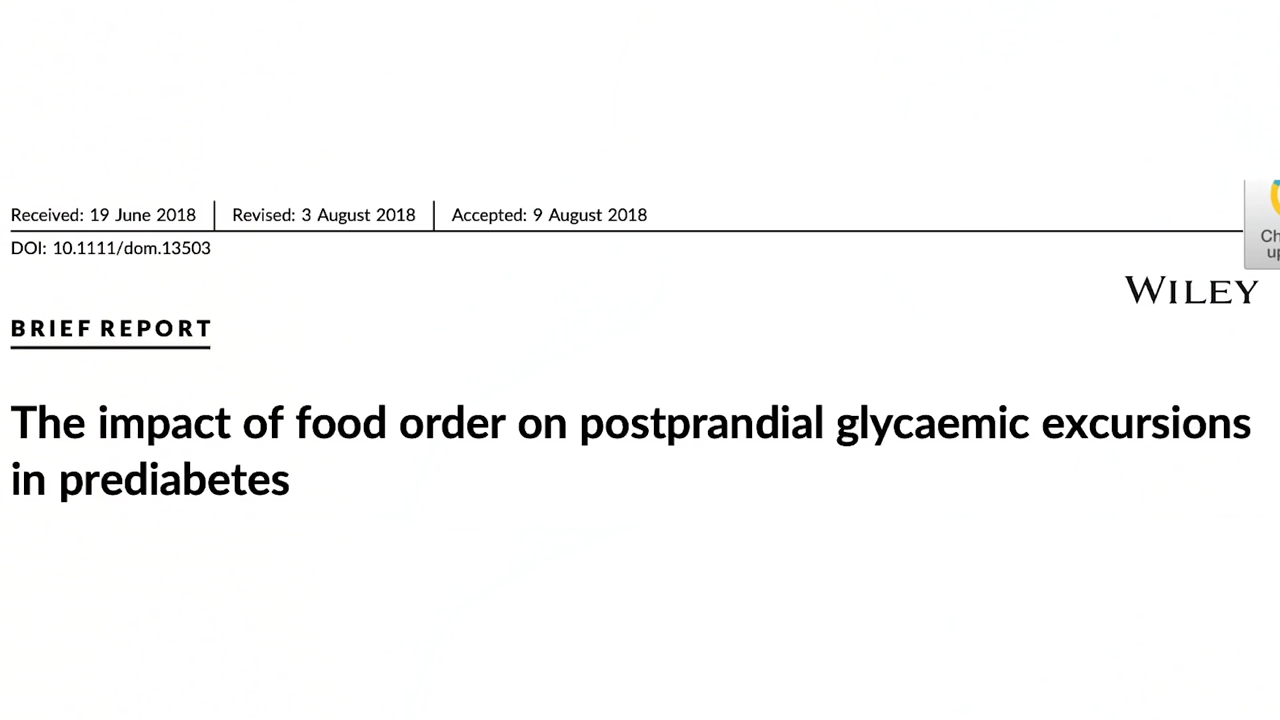 Received: 19 June 2018 | Revised: 3 August 2018 | Accepted: 9 August 2018
DOI: 10.1111/dom.13503
WILEY
BRIEF REPORT
The impact of food order on postprandial glycaemic excursions
in prediabetes